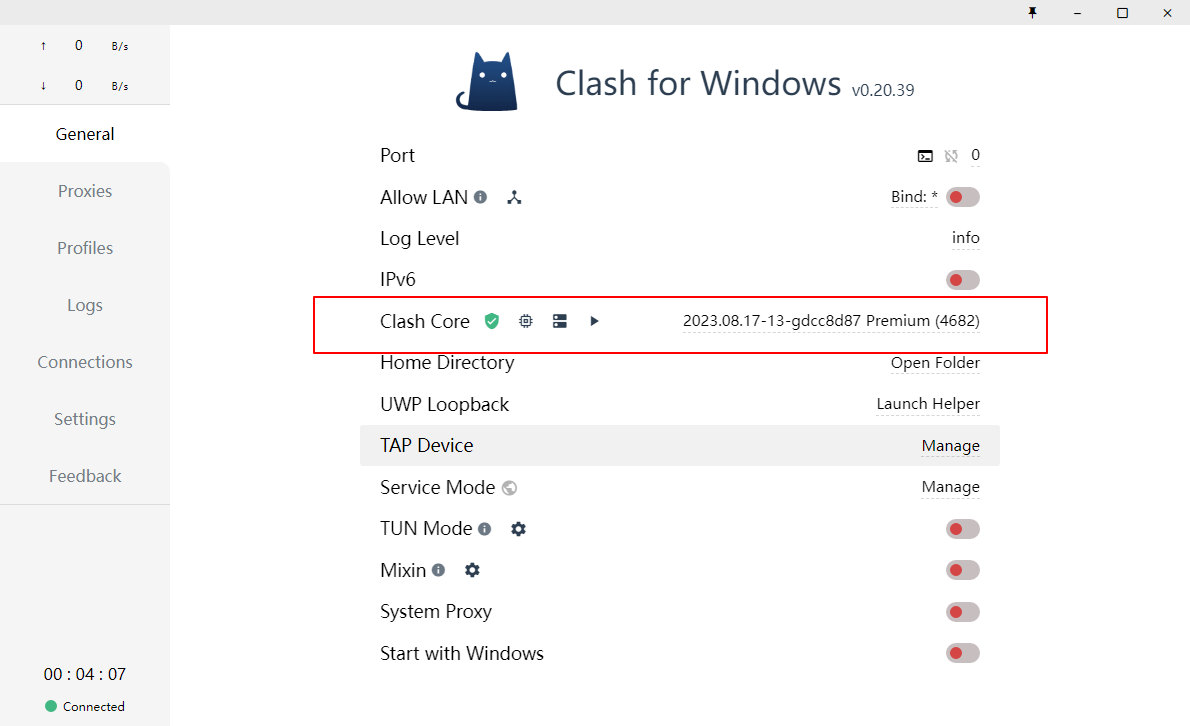 ↑ 0 B/s
↓ 0 B/s
General
Proxies
Profiles
Logs
Connections
Settings
Feedback
00 : 04 : 07
Connected
Clash for Windows v0.20.39
Port 0
Allow LAN Bind: *
Log Level info
IPv6
Clash Core 2023.08.17-13-gdcc8d87 Premium (4682)
Home Directory Open Folder
UWP Loopback Launch Helper
TAP Device Manage
Service Mode Manage
TUN Mode
Mixin
System Proxy
Start with Windows